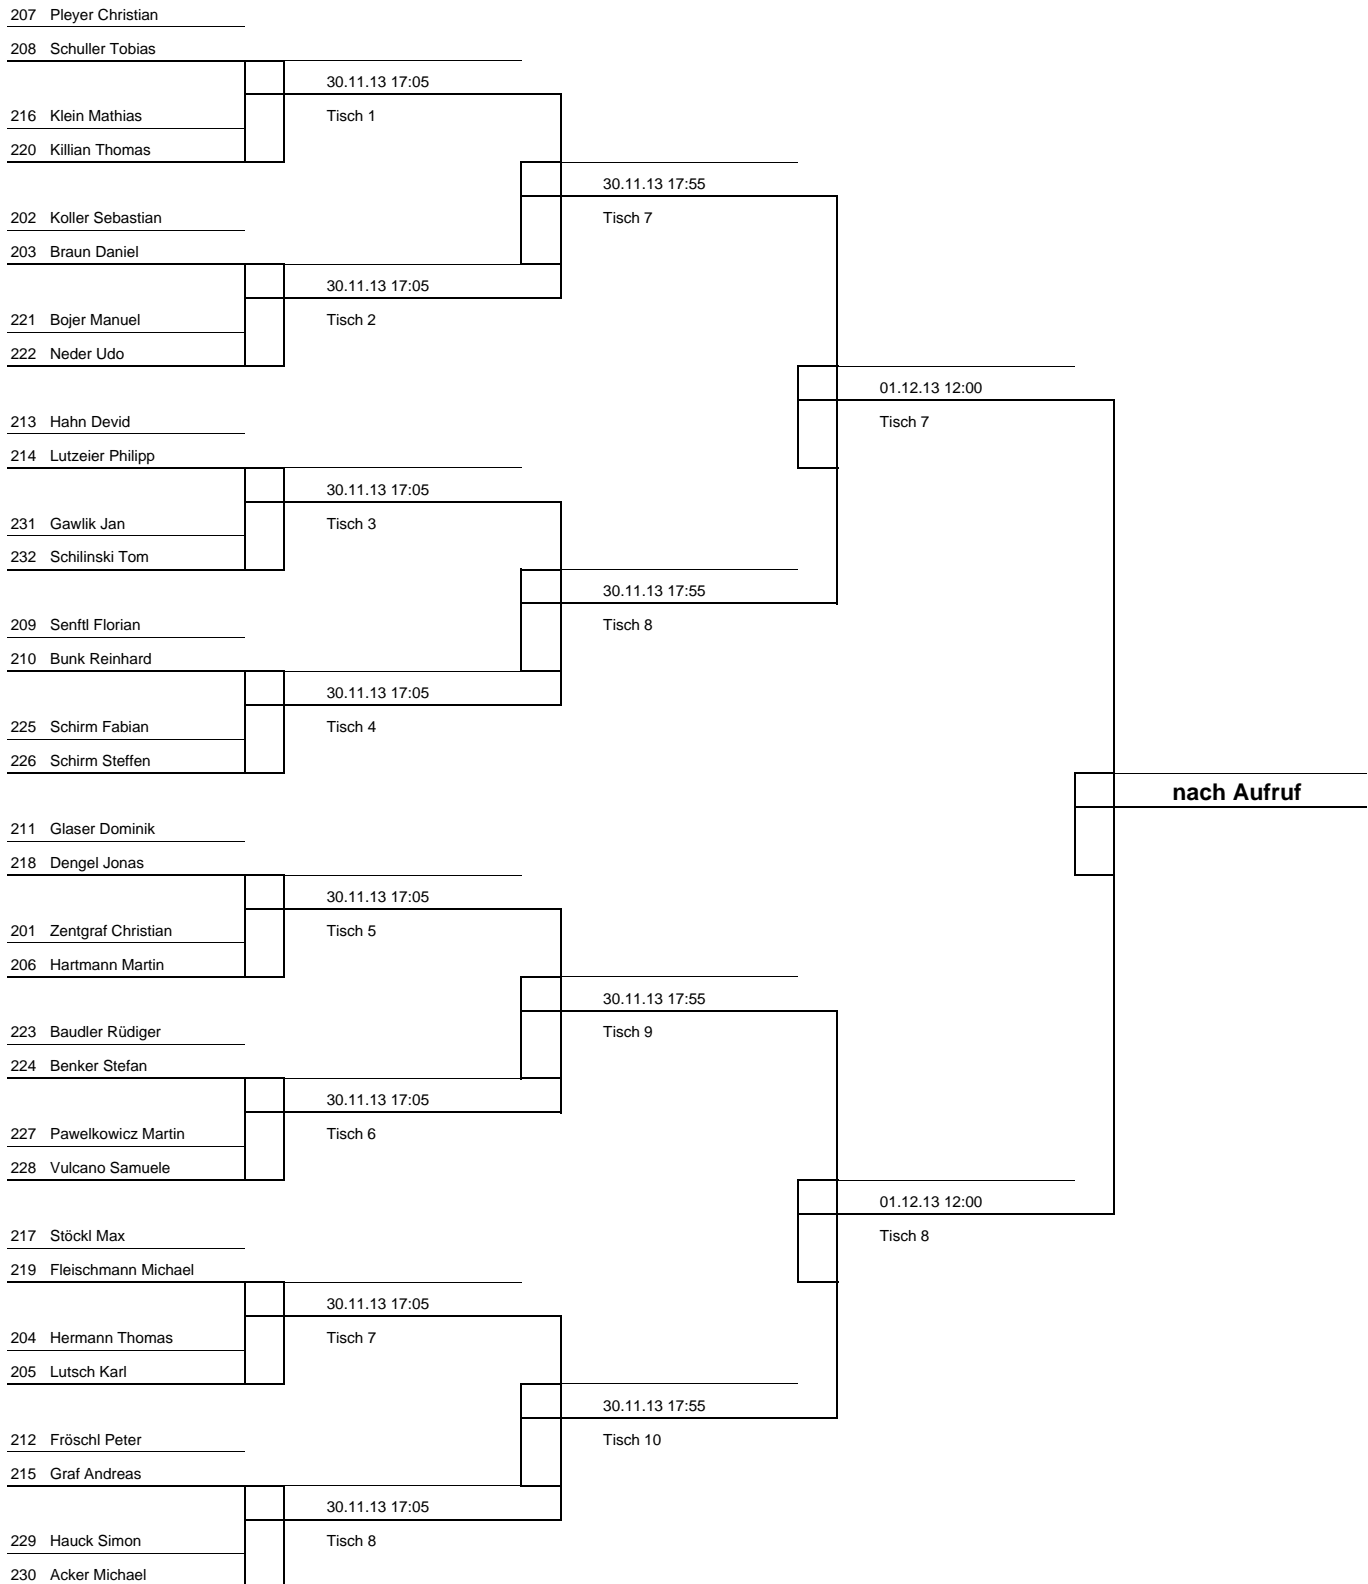 207 Pleyer Christian
208 Schuller Tobias
30.11.13 17:05
216 Klein Mathias
Tisch 1
220 Killian Thomas
30.11.13 17:55
202 Koller Sebastian
Tisch 7
203 Braun Daniel
30.11.13 17:05
221 Bojer Manuel
Tisch 2
222 Neder Udo
01.12.13 12:00
213 Hahn Devid
Tisch 7
214 Lutzeier Philipp
30.11.13 17:05
231 Gawlik Jan
Tisch 3
232 Schilinski Tom
30.11.13 17:55
209 Senftl Florian
Tisch 8
210 Bunk Reinhard
30.11.13 17:05
225 Schirm Fabian
Tisch 4
226 Schirm Steffen
nach Aufruf
211 Glaser Dominik
218 Dengel Jonas
30.11.13 17:05
201 Zentgraf Christian
Tisch 5
206 Hartmann Martin
30.11.13 17:55
223 Baudler Rüdiger
Tisch 9
224 Benker Stefan
30.11.13 17:05
227 Pawelkowicz Martin
Tisch 6
228 Vulcano Samuele
01.12.13 12:00
217 Stöckl Max
Tisch 8
219 Fleischmann Michael
30.11.13 17:05
204 Hermann Thomas
Tisch 7
205 Lutsch Karl
30.11.13 17:55
212 Fröschl Peter
Tisch 10
215 Graf Andreas
30.11.13 17:05
229 Hauck Simon
Tisch 8
230 Acker Michael